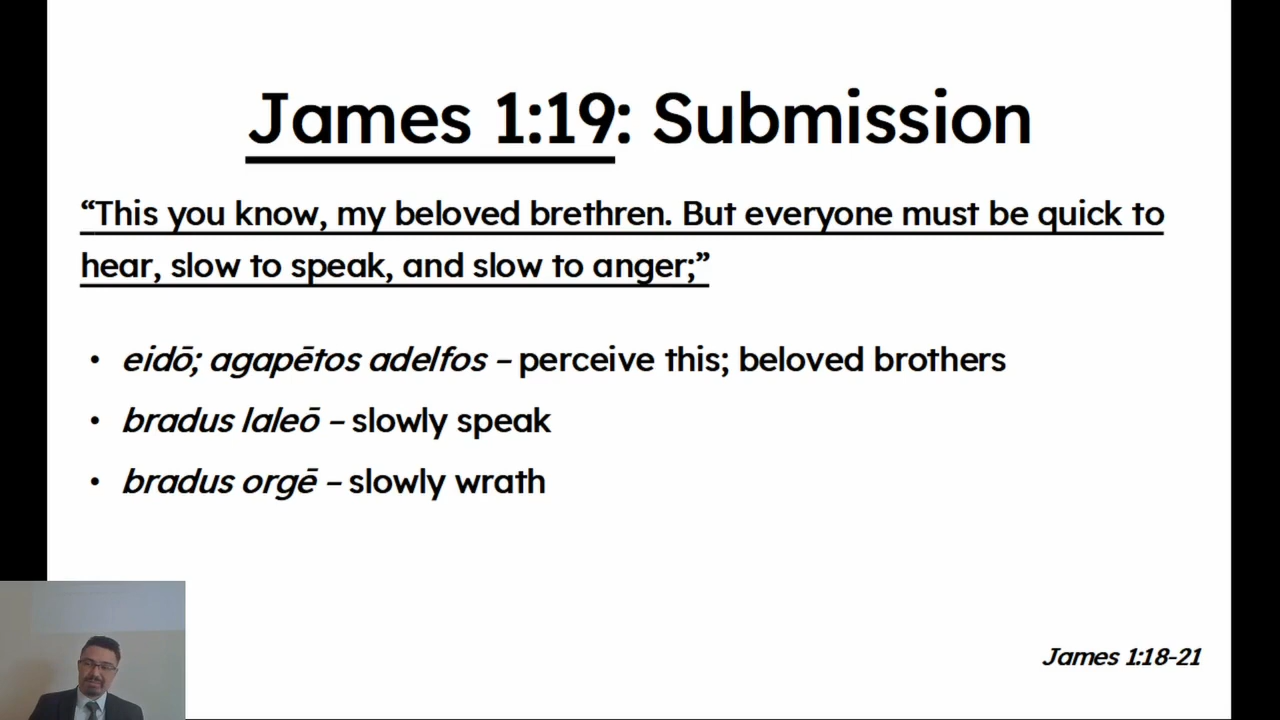 James 1:19: Submission
“This you know, my beloved brethren. But everyone must be quick to
hear, slow to speak, and slow to anger;”
• eidō; agapētos adelfos – perceive this; beloved brothers
• bradus laleō – slowly speak
• bradus orgē – slowly wrath
James 1:18-21